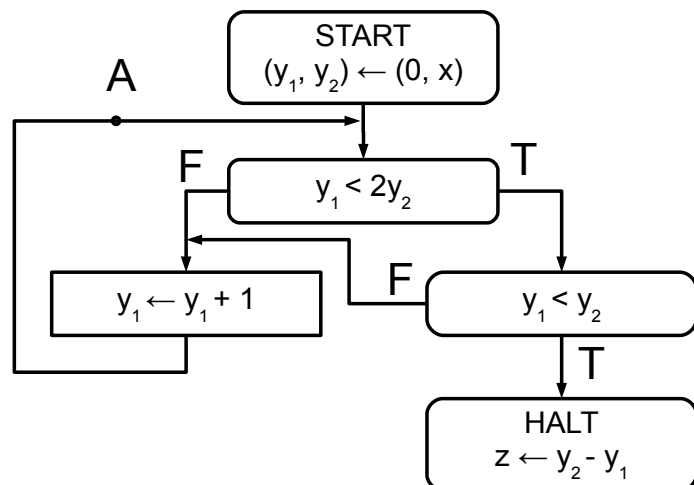 START
(y₁, y₂) ← (0, x)
A
F
T
y₁ < 2y₂
F
y₁ ← y₁ + 1
y₁ < y₂
T
HALT
z ← y₂ - y₁